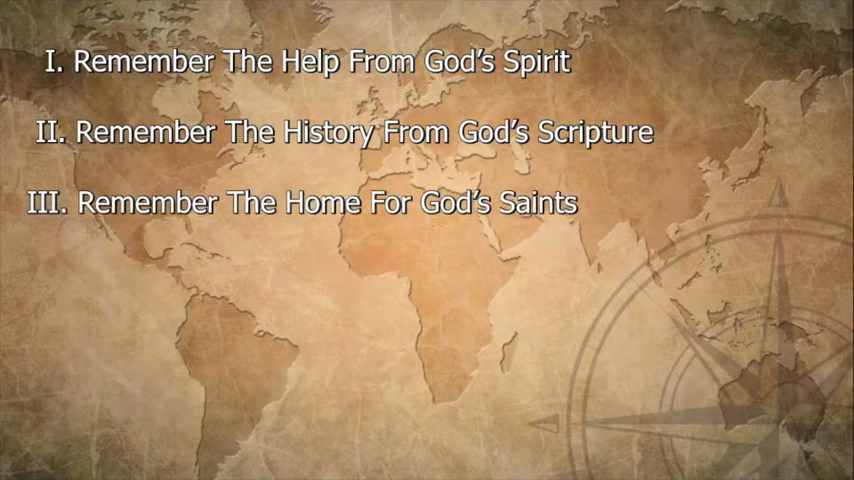 I. Remember The Help From God's Spirit
II. Remember The History From God's Scripture
III. Remember The Home For God's Saints